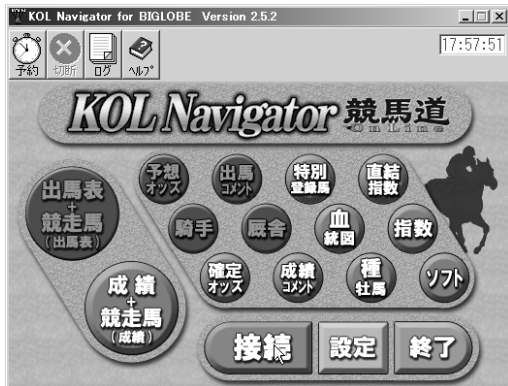 KOL Navigator for BIGLOBE Version 2.5.2
予約
切断
ログ
ヘルプ
17:57:51
KOL Navigator 競馬道
OnLine
出馬表
+
競走馬
(出馬表)
予想
オッズ
出馬
コメント
特別
登録馬
直結
指数
騎手
厩舎
血
統図
指数
成績
+
競走馬
(成績)
確定
オッズ
成績
コメント
種
牡馬
ソフト
接続
設定
終了